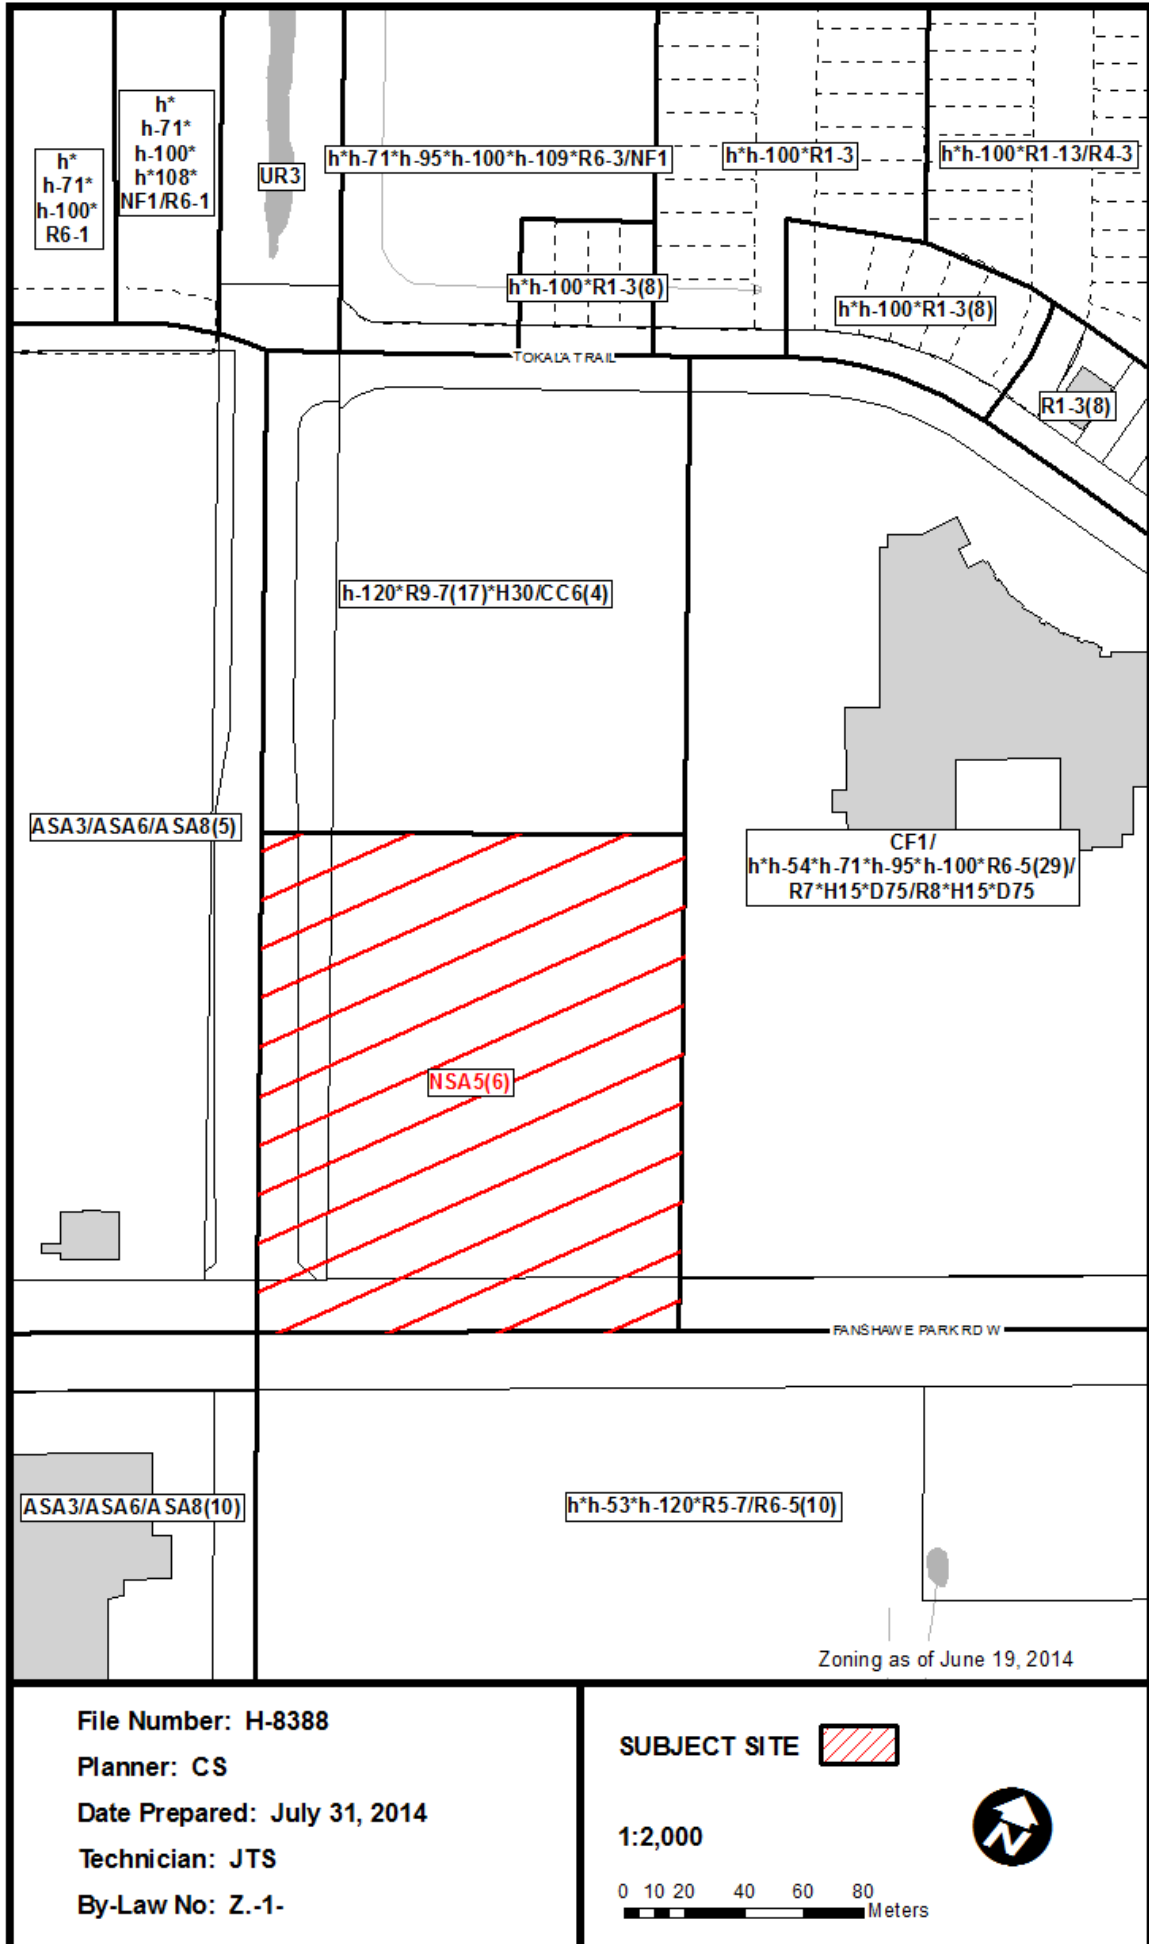 h*
h-71*
h-100*
R6-1
h*
h-71*
h-100*
h*108*
NF1/R6-1
UR3
h*h-71*h-95*h-100*h-109*R6-3/NF1
h*h-100*R1-3
h*h-100*R1-13/R4-3
h*h-100*R1-3(8)
h*h-100*R1-3(8)
R1-3(8)
TOKALA TRAIL
h-120*R9-7(17)*H30/CC6(4)
ASA3/ASA6/ASA8(5)
CF1/
h*h-54*h-71*h-95*h-100*R6-5(29)/
R7*H15*D75/R8*H15*D75
NSA5(6)
FANSHAWE PARK RD W
ASA3/ASA6/ASA8(10)
h*h-53*h-120*R5-7/R6-5(10)
Zoning as of June 19, 2014
File Number: H-8388
Planner: CS
Date Prepared: July 31, 2014
Technician: JTS
By-Law No: Z.-1-
SUBJECT SITE
1:2,000
N
0 10 20 40 60 80
Meters